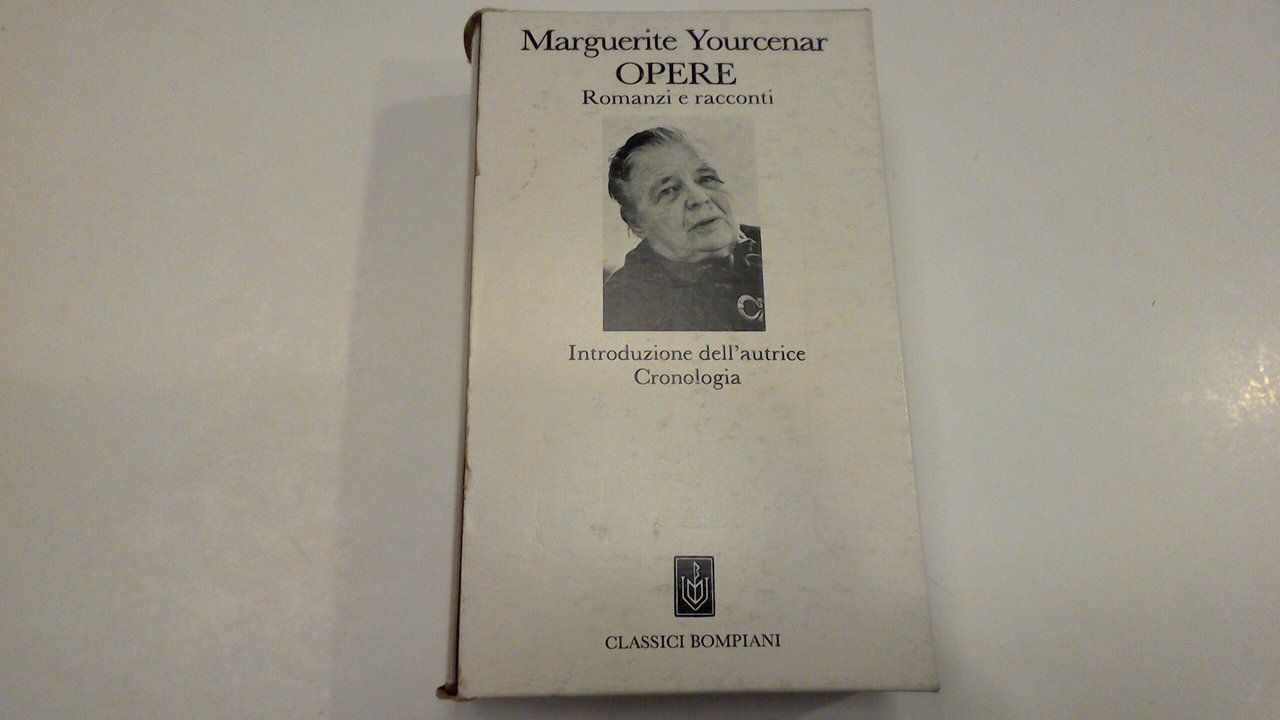 Marguerite Yourcenar
OPERE
Romanzi e racconti
Introduzione dell'autrice
Cronologia
CLASSICI BOMPIANI